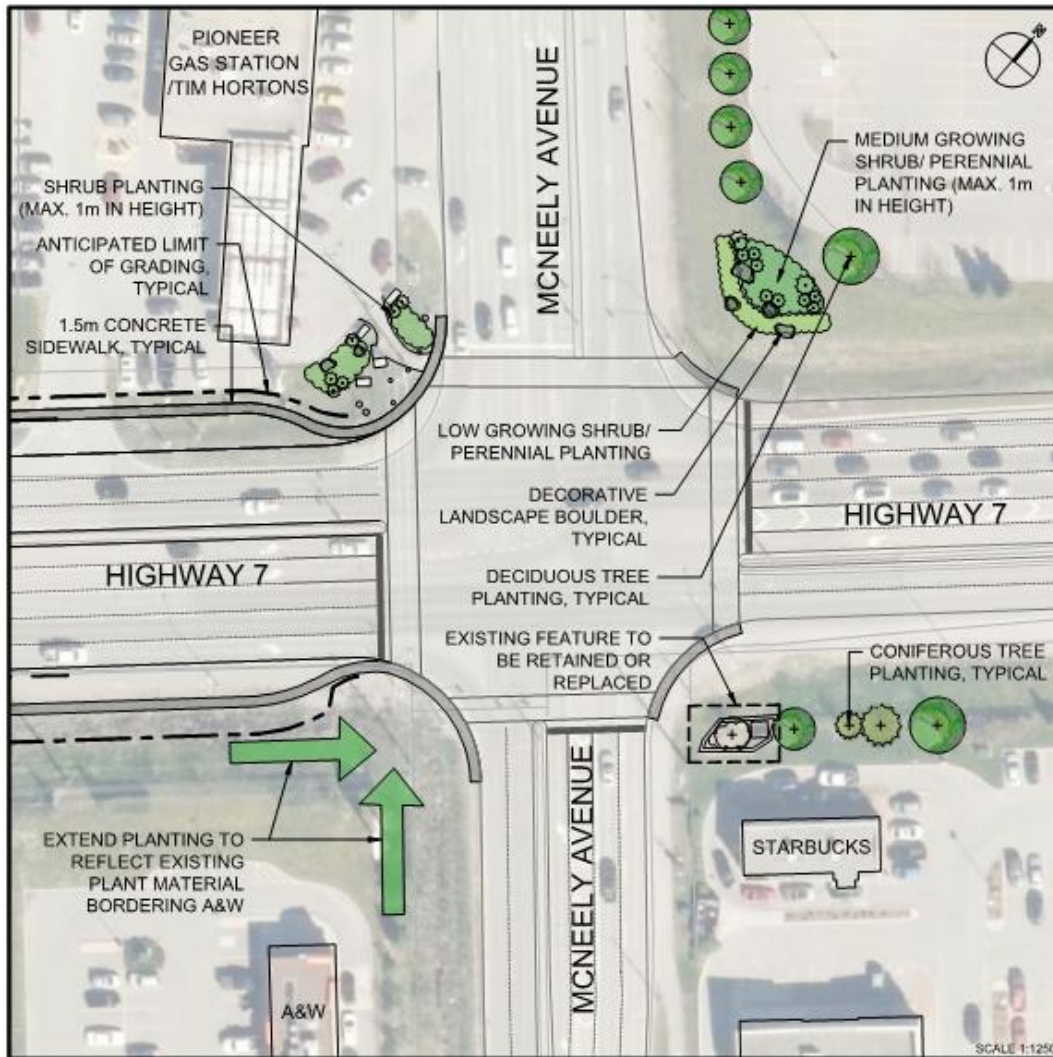 PIONEER
GAS STATION
/TIM HORTONS
SHRUB PLANTING
(MAX. 1m IN HEIGHT)
ANTICIPATED LIMIT
OF GRADING,
TYPICAL
1.5m CONCRETE
SIDEWALK, TYPICAL
MCNEELY AVENUE
N
MEDIUM GROWING
SHRUB/ PERENNIAL
PLANTING (MAX. 1m
IN HEIGHT)
LOW GROWING SHRUB/
PERENNIAL PLANTING
DECORATIVE
LANDSCAPE BOULDER,
TYPICAL
DECIDUOUS TREE
PLANTING, TYPICAL
EXISTING FEATURE TO
BE RETAINED OR
REPLACED
HIGHWAY 7
HIGHWAY 7
CONIFEROUS TREE
PLANTING, TYPICAL
EXTEND PLANTING TO
REFLECT EXISTING
PLANT MATERIAL
BORDERING A&W
MCNEELY AVENUE
STARBUCKS
A&W